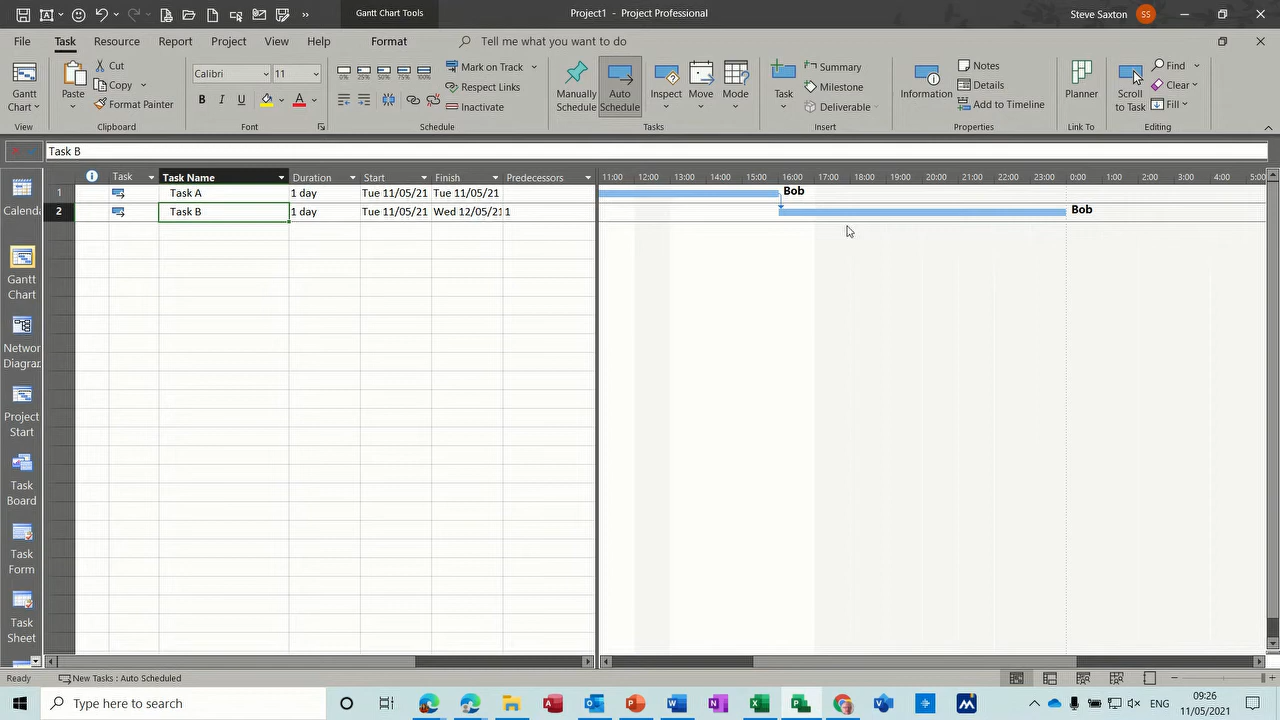 Gantt Chart Tools
Project1 - Project Professional
Steve Saxton
SS
File
Task
Resource
Report
Project
View
Help
Format
Tell me what you want to do
Gantt
Chart
View
Paste
Cut
Copy
Format Painter
Clipboard
Calibri
11
B I U
A
Font
0% 25% 50% 75% 100%
Mark on Track
Respect Links
Inactivate
Schedule
Manually
Schedule
Auto
Schedule
Inspect
Move
Mode
Tasks
Task
Summary
Milestone
Deliverable
Insert
Information
Notes
Details
Add to Timeline
Properties
Planner
Link To
Scroll
to Task
Find
Clear
Fill
Editing
Task B
Task
Task Name
Duration
Start
Finish
Predecessors
11:00 12:00 13:00 14:00 15:00 16:00 17:00 18:00 19:00 20:00 21:00 22:00 23:00 0:00 1:00 2:00 3:00 4:00 5:00
1 Task A 1 day Tue 11/05/21 Tue 11/05/21
Bob
2 Task B 1 day Tue 11/05/21 Wed 12/05/21 1
Bob
Calenda
Gantt
Chart
Networ
Diagra
Project
Start
Task
Board
Task
Form
Task
Sheet
Ready
New Tasks : Auto Scheduled
Type here to search
ENG
09:26
11/05/2021